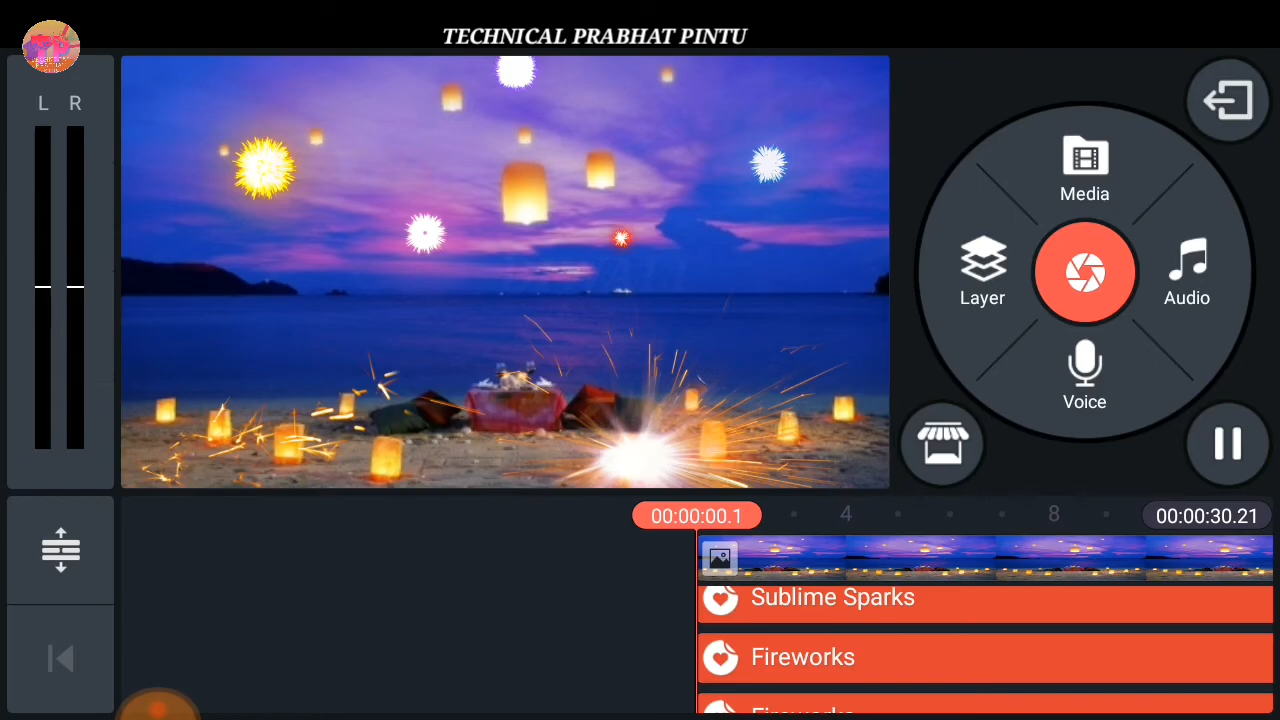 TECHNICAL PRABHAT PINTU
L R
Media
Layer
Audio
Voice
00:00:00.1
4
8
00:00:30.21
Sublime Sparks
Fireworks
Fireworks